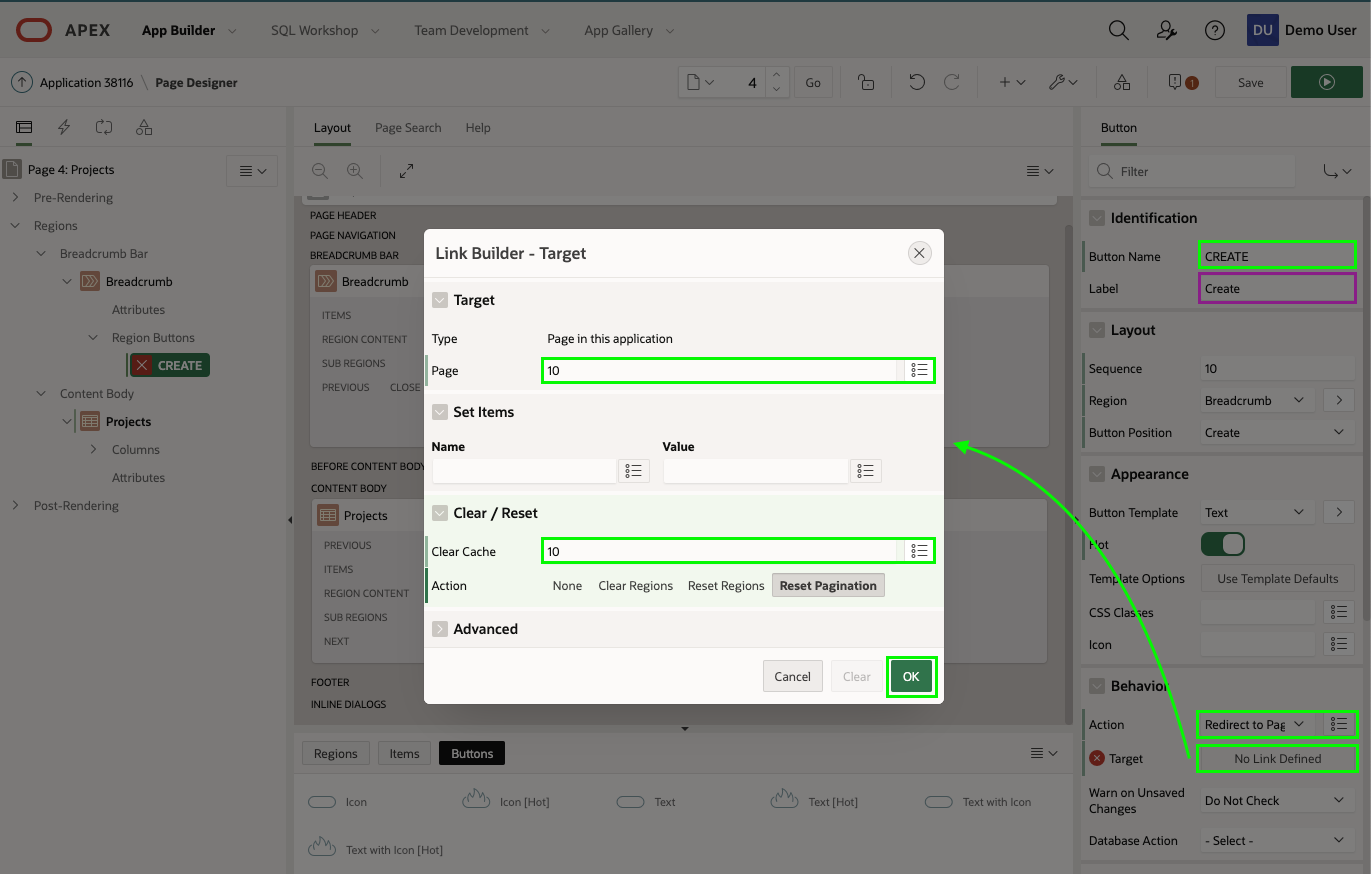 APEX App Builder SQL Workshop Team Development App Gallery DU Demo User
Application 38116 \ Page Designer 4 Go 1 Save
Layout Page Search Help
Button
Page 4: Projects
Pre-Rendering
Regions
Breadcrumb Bar
Breadcrumb
Attributes
Region Buttons
CREATE
Content Body
Projects
Columns
Attributes
Post-Rendering
PAGE HEADER
PAGE NAVIGATION
BREADCRUMB BAR
Breadcrumb
ITEMS
REGION CONTENT
SUB REGIONS
PREVIOUS CLOSE
BEFORE CONTENT BODY
CONTENT BODY
Projects
PREVIOUS
ITEMS
REGION CONTENT
SUB REGIONS
NEXT
FOOTER
INLINE DIALOGS
Link Builder - Target
Target
Type Page in this application
Page 10
Set Items
Name Value
Clear / Reset
Clear Cache 10
Action None Clear Regions Reset Regions Reset Pagination
Advanced
Cancel Clear OK
Regions Items Buttons
Icon Icon [Hot] Text Text [Hot] Text with Icon
Text with Icon [Hot]
Filter
Identification
Button Name CREATE
Label Create
Layout
Sequence 10
Region Breadcrumb
Button Position Create
Appearance
Button Template Text
Hot
Template Options Use Template Defaults
CSS Classes
Icon
Behavior
Action Redirect to Pag
Target No Link Defined
Warn on Unsaved
Changes
Do Not Check
Database Action - Select -